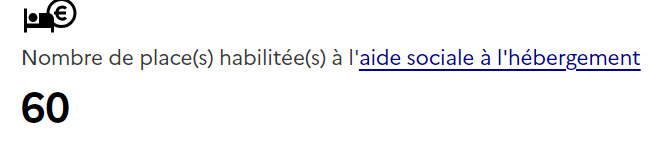 Nombre de place(s) habilitée(s) à l'aide sociale à l'hébergement
60